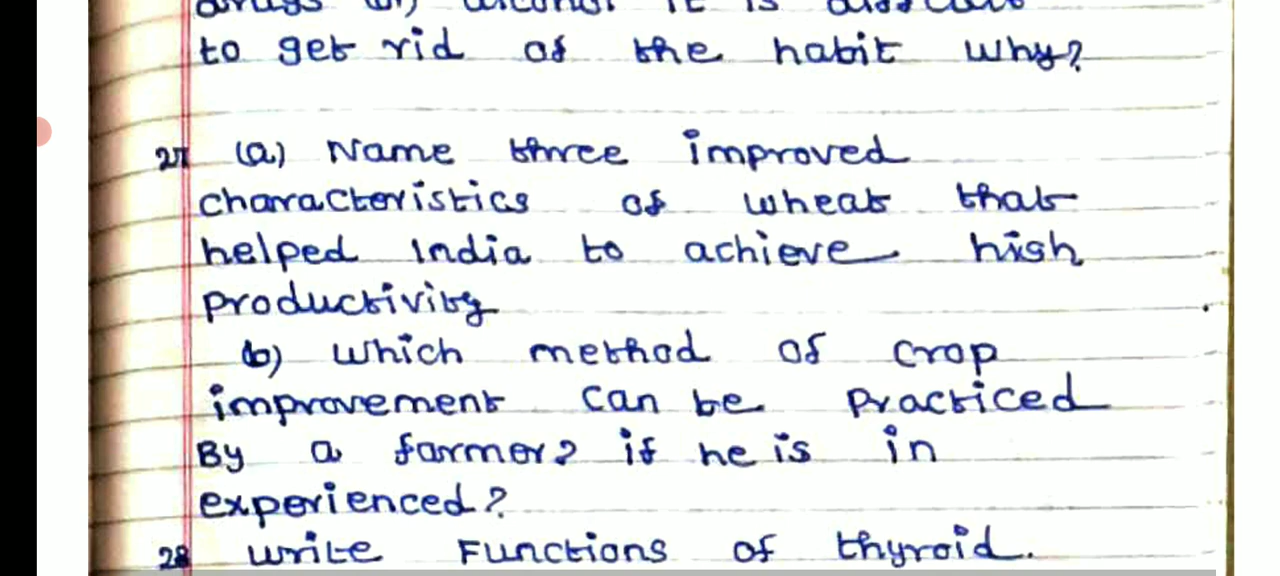 to get rid of the habit why?
27 (a) Name three improved
characteristics of wheat that
helped India to achieve high
productivity
(b) which method of crop
improvement can be practiced
By a farmer? if he is in
experienced?
28 write Functions of thyroid.